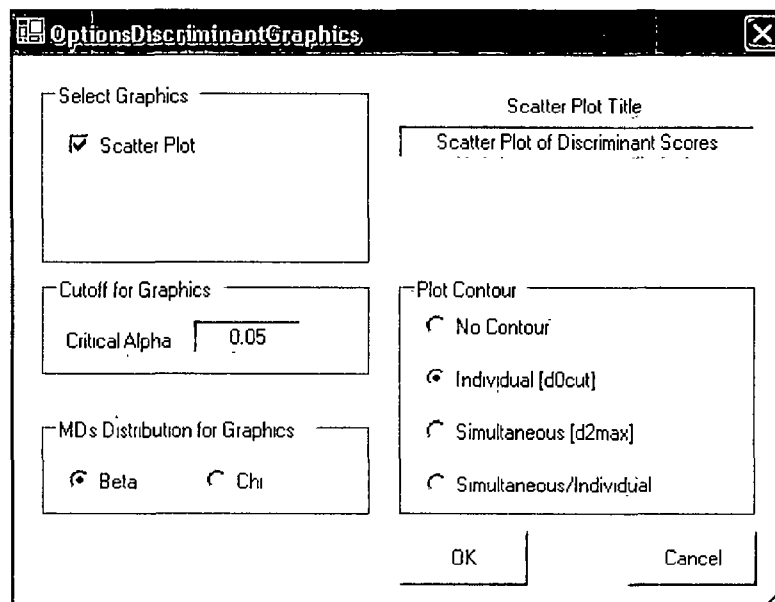 OptionsDiscriminantGraphics
Select Graphics
Scatter Plot
Scatter Plot Title
Scatter Plot of Discriminant Scores
Cutoff for Graphics
Critical Alpha 0.05
MDs Distribution for Graphics
Beta Chi
Plot Contour
No Contour
Individual [d0cut]
Simultaneous [d2max]
Simultaneous/Individual
OK Cancel